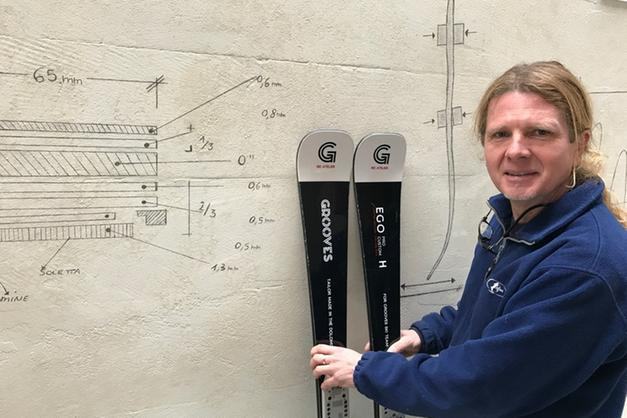 65 mm
0,6 mm
0,8 mm
1/3
0"
0,6 mm
2/3
0,5 mm
0,5 mm
1,3 mm
SOLETTA
G
SKI ATELIER
GROOVES
TAILOR MADE IN THE
G
SKI ATELIER
EGO
PRO
CUSTOM
H
FOR GROOVES SKI TEAM